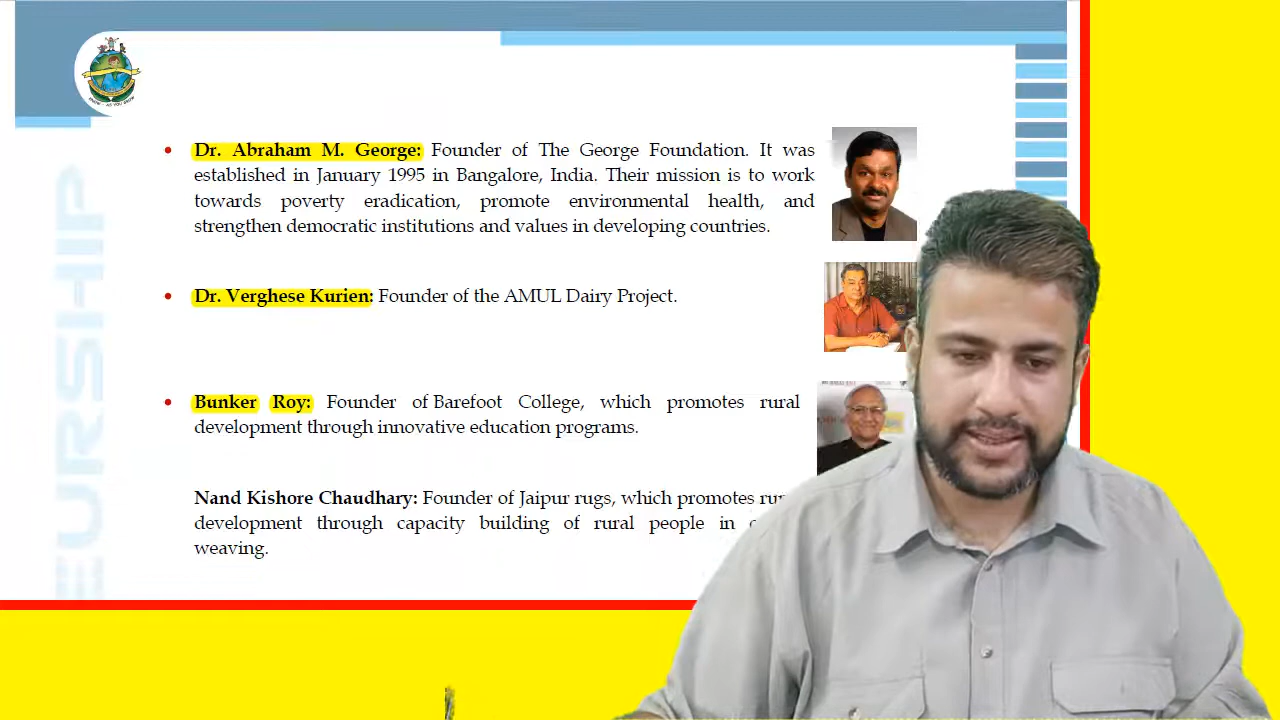 Dr. Abraham M. George: Founder of The George Foundation. It was
established in January 1995 in Bangalore, India. Their mission is to work
towards poverty eradication, promote environmental health, and
strengthen democratic institutions and values in developing countries.
Dr. Verghese Kurien: Founder of the AMUL Dairy Project.
Bunker Roy: Founder of Barefoot College, which promotes rural
development through innovative education programs.
Nand Kishore Chaudhary: Founder of Jaipur rugs, which promotes
development through capacity building of rural people in
weaving.
EURSHIP